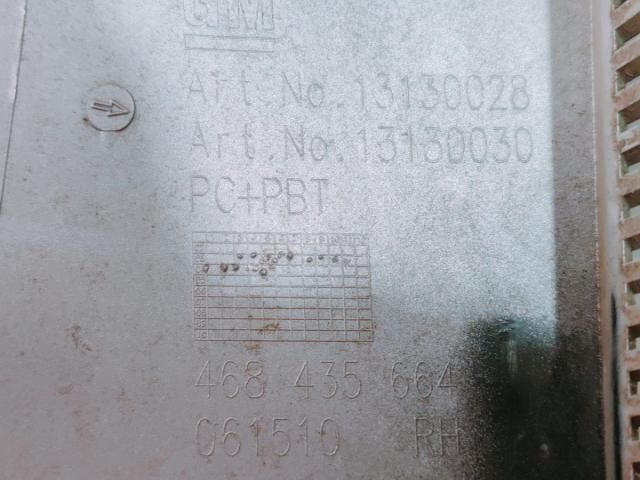 GM
Art.No.13130028
Art.No.13130030
PC+PBT
468 435 664
061510 RH